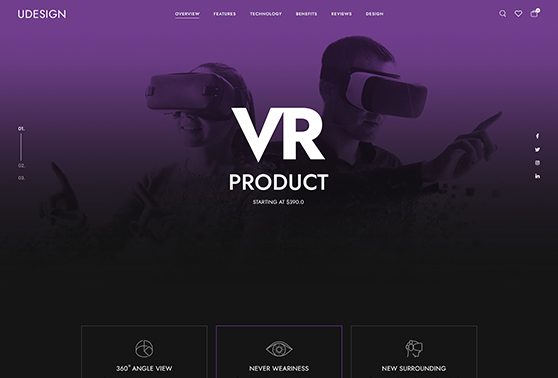 UDESIGN
OVERVIEW FEATURES TECHNOLOGY BENEFITS REVIEWS DESIGN
0
01.
02.
03.
VR
PRODUCT
STARTING AT $390.0
360° ANGLE VIEW
NEVER WEARINESS
NEW SURROUNDING